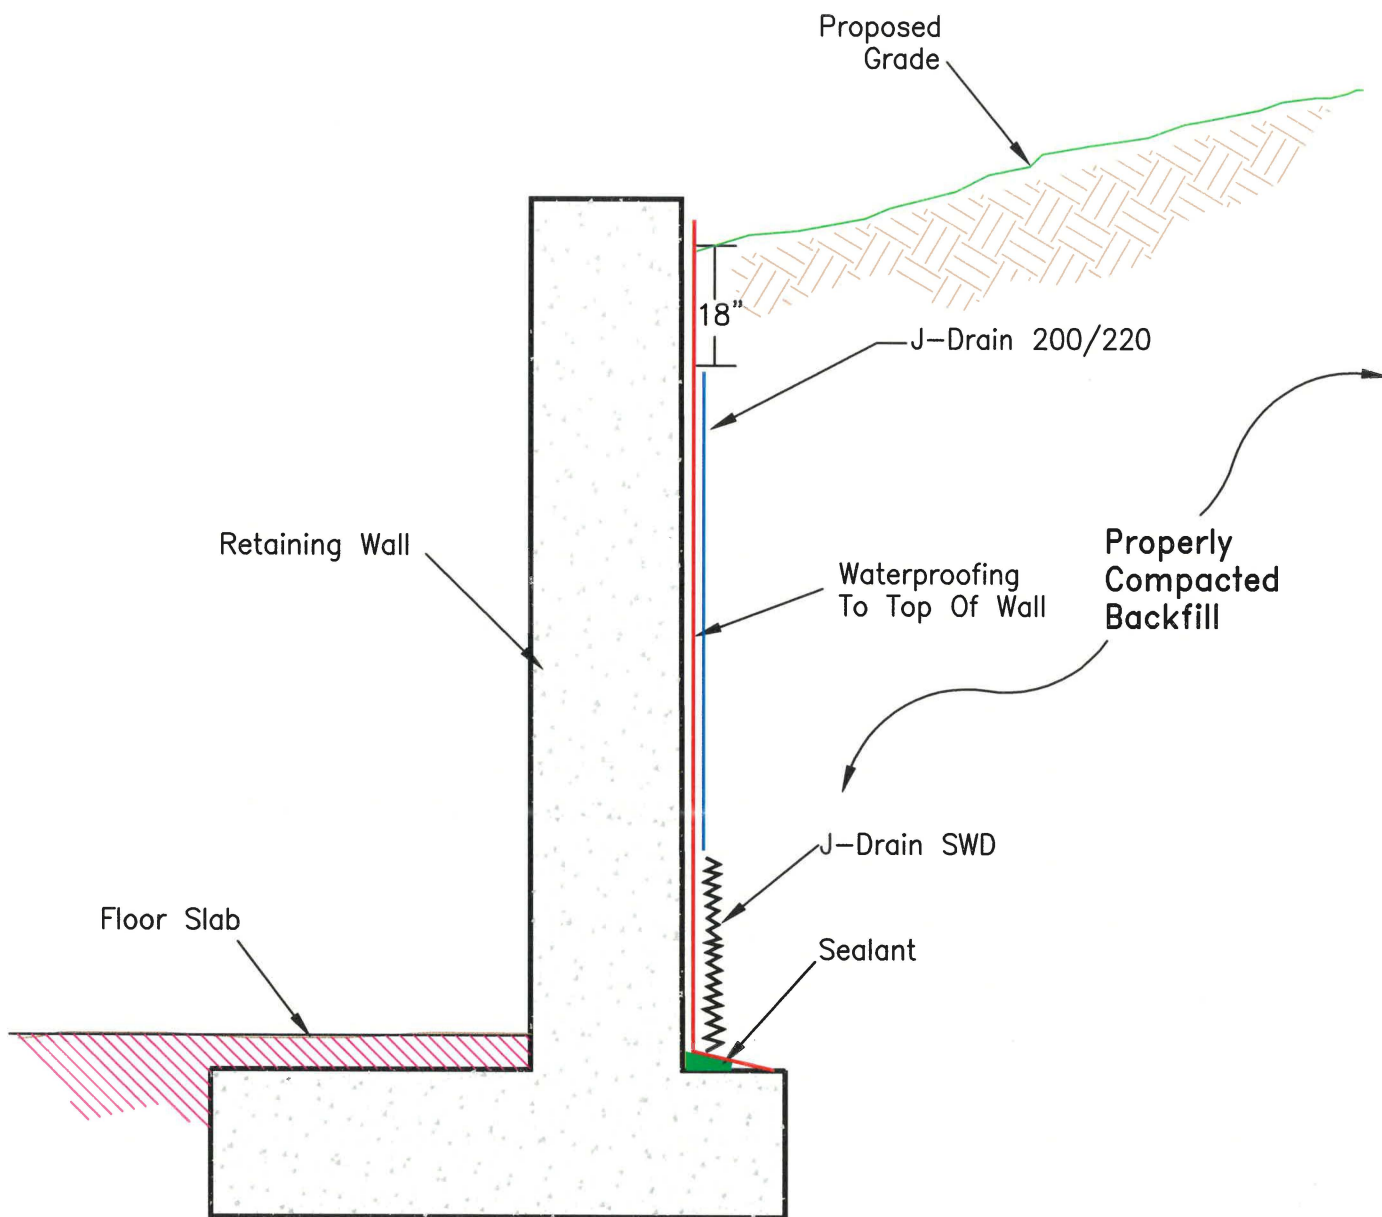 Proposed
Grade
18"
J-Drain 200/220
Retaining Wall
Waterproofing
To Top Of Wall
Properly
Compacted
Backfill
J-Drain SWD
Floor Slab
Sealant